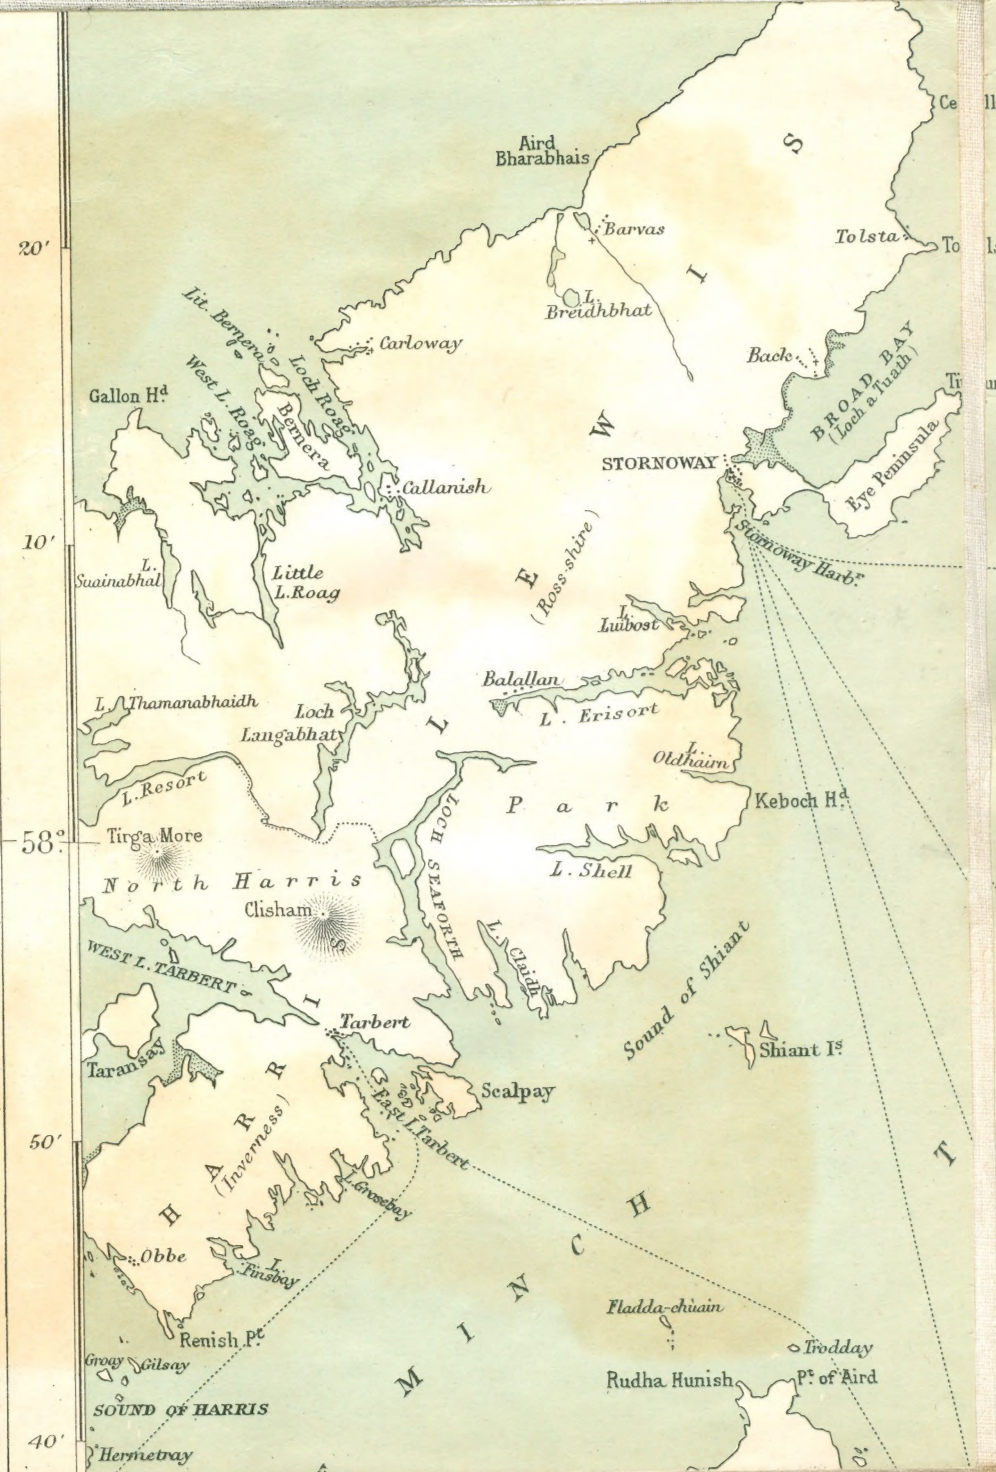 Aird
Bharabhais
S
20'
Barvas
Tolsta
I
L.
Breidhbhat
Lit. Bernera
Carloway
Back
BROAD BAY
(Loch a Tuath)
Loch Roag
West L. Roag
Gallon Hd.
Bernera
W
STORNOWAY
Eye Peninsula
Callanish
Stornoway Harbr.
10'
L.
Suainabhal
Little
L. Roag
E
(Ross-shire)
L.
Luibost
Balallan
L. Erisort
L. Thamanabhaidh
Loch
Langabhat
L
L.
Oldhairn
L. Resort
Park
Keboch Hd.
58°
Tirga More
LOCH SEAFORTH
L. Shell
North Harris
Clisham
S
L. Claidh
WEST L. TARBERT
I
Sound of Shiant
Tarbert
Shiant Is.
Taransay
R
Scalpay
East L. Tarbert
R
(Inverness)
50'
A
T
L. Grosebay
H
H
C
Obbe
L.
Finsbay
N
Fladda-chùain
I
Renish Pt.
Trodday
Groay
Gilsay
M
Rudha Hunish
Pt. of Aird
SOUND OF HARRIS
40'
Hermetray